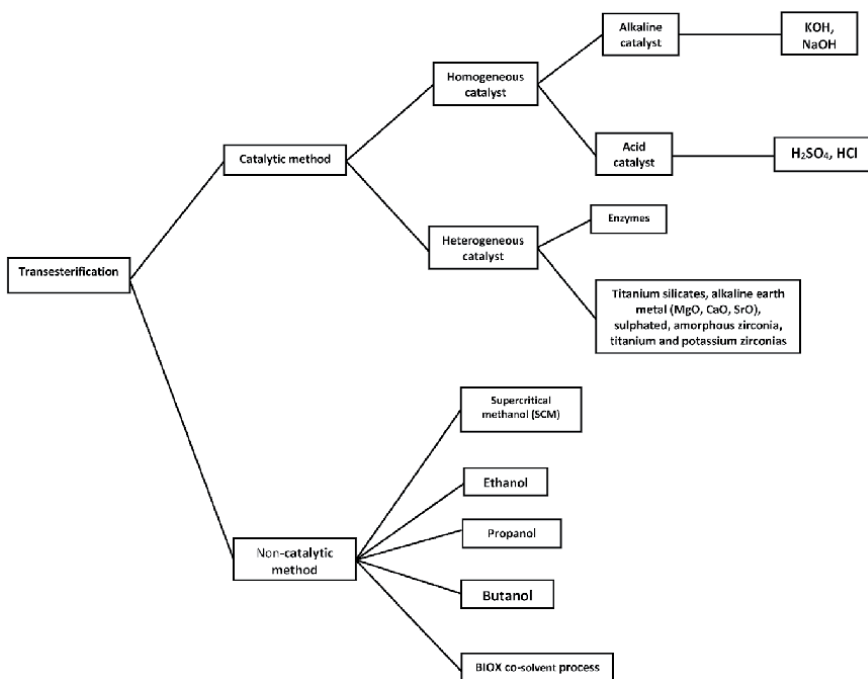 Transesterification
Catalytic method
Homogeneous
catalyst
Alkaline
catalyst
KOH,
NaOH
Acid
catalyst
H₂SO₄, HCl
Heterogeneous
catalyst
Enzymes
Titanium silicates, alkaline earth
metal (MgO, CaO, SrO),
sulphated, amorphous zirconia,
titanium and potassium zirconias
Non-catalytic
method
Supercritical
methanol (SCM)
Ethanol
Propanol
Butanol
BIOX co-solvent process